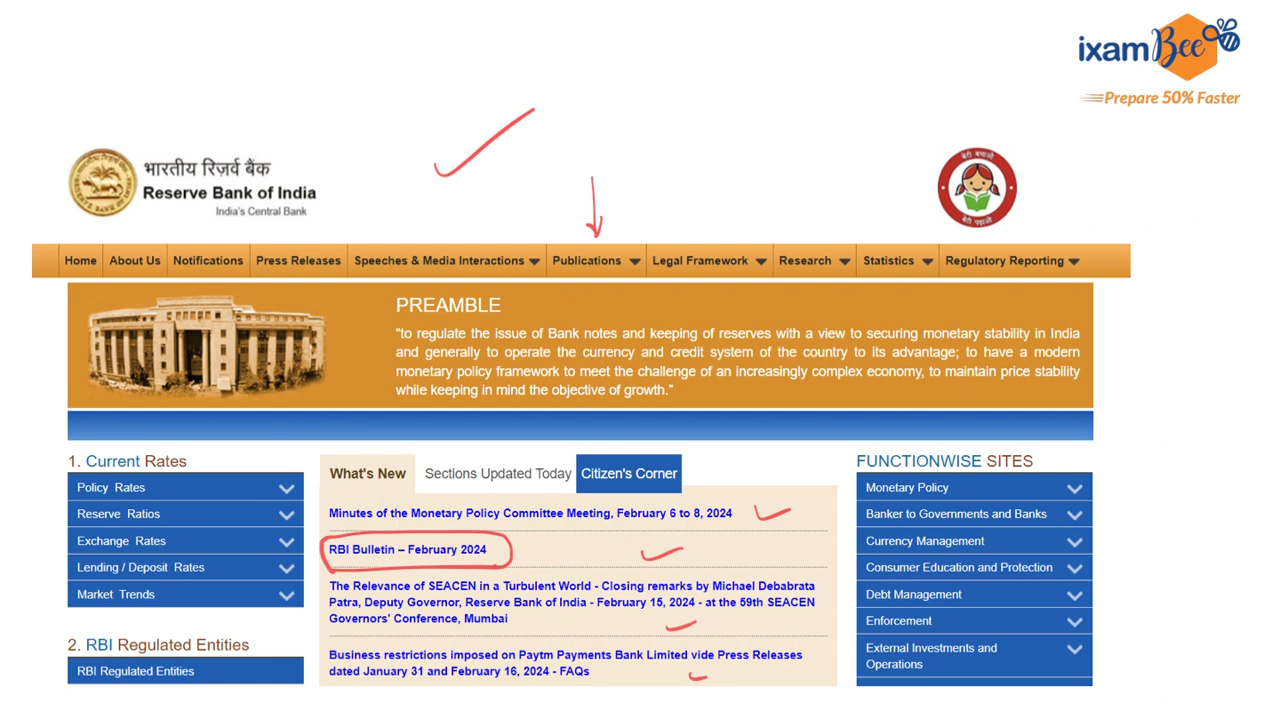 ixamBee
Prepare 50% Faster
भारतीय रिज़र्व बैंक
Reserve Bank of India
India's Central Bank
बेटी बचाओ
बेटी पढ़ाओ
Home About Us Notifications Press Releases Speeches & Media Interactions Publications Legal Framework Research Statistics Regulatory Reporting
PREAMBLE
“to regulate the issue of Bank notes and keeping of reserves with a view to securing monetary stability in India
and generally to operate the currency and credit system of the country to its advantage; to have a modern
monetary policy framework to meet the challenge of an increasingly complex economy, to maintain price stability
while keeping in mind the objective of growth.”
1. Current Rates
Policy Rates
Reserve Ratios
Exchange Rates
Lending / Deposit Rates
Market Trends
2. RBI Regulated Entities
RBI Regulated Entities
What's New Sections Updated Today Citizen's Corner
Minutes of the Monetary Policy Committee Meeting, February 6 to 8, 2024
RBI Bulletin – February 2024
The Relevance of SEACEN in a Turbulent World - Closing remarks by Michael Debabrata
Patra, Deputy Governor, Reserve Bank of India - February 15, 2024 - at the 59th SEACEN
Governors' Conference, Mumbai
Business restrictions imposed on Paytm Payments Bank Limited vide Press Releases
dated January 31 and February 16, 2024 - FAQs
FUNCTIONWISE SITES
Monetary Policy
Banker to Governments and Banks
Currency Management
Consumer Education and Protection
Debt Management
Enforcement
External Investments and
Operations